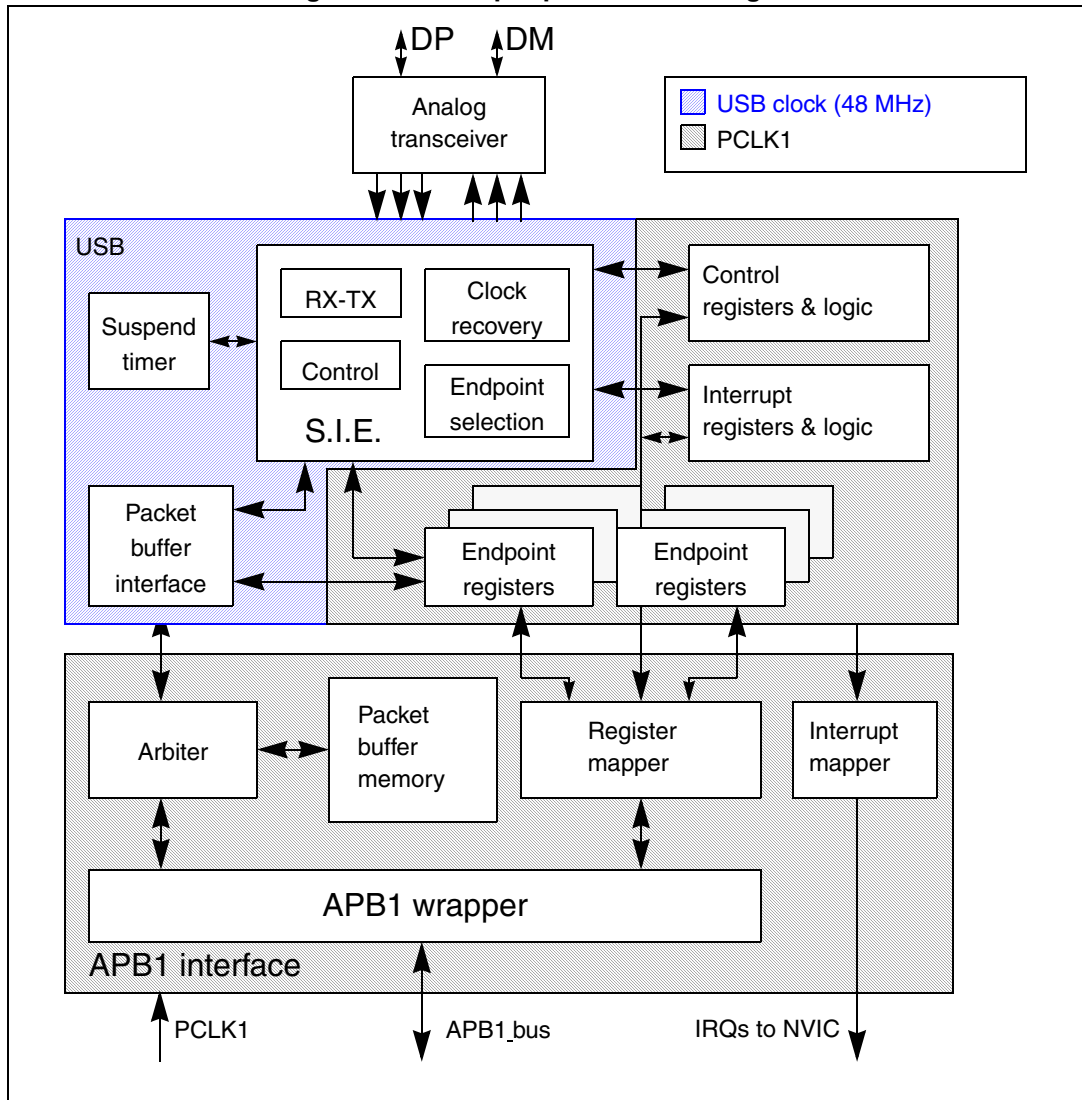 DP
DM
Analog
transceiver
USB clock (48 MHz)
PCLK1
USB
Suspend
timer
RX-TX
Clock
recovery
Control
Endpoint
selection
S.I.E.
Control
registers & logic
Interrupt
registers & logic
Packet
buffer
interface
Endpoint
registers
Endpoint
registers
Arbiter
Packet
buffer
memory
Register
mapper
Interrupt
mapper
APB1 wrapper
APB1 interface
PCLK1
APB1_bus
IRQs to NVIC